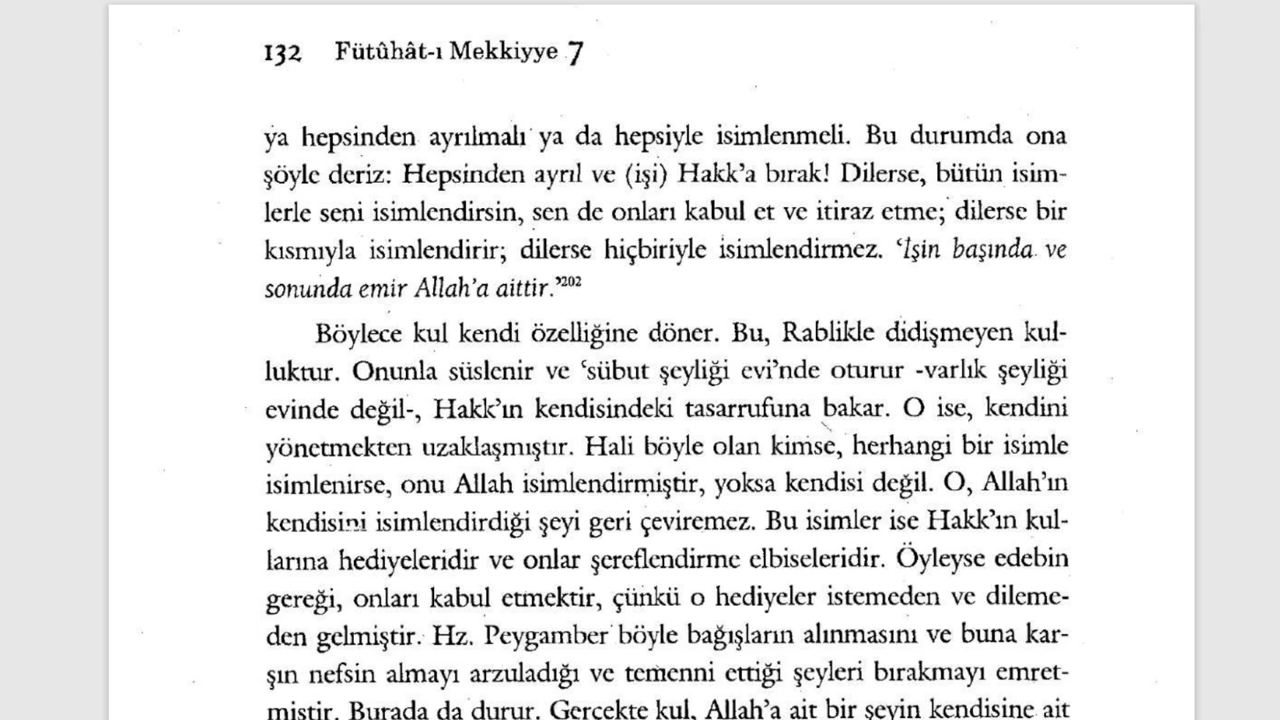 132 Fütûhât-ı Mekkiyye 7
ya hepsinden ayrılmalı ya da hepsiyle isimlenmeli. Bu durumda ona
şöyle deriz: Hepsinden ayrıl ve (işi) Hakk’a bırak! Dilerse, bütün isim-
lerle seni isimlendirsin, sen de onları kabul et ve itiraz etme; dilerse bir
kısmıyla isimlendirir; dilerse hiçbiriyle isimlendirmez. ‘İşin başında ve
sonunda emir Allah’a aittir.’202
Böylece kul kendi özelliğine döner. Bu, Rablikle didişmeyen kul-
luktur. Onunla süslenir ve ‘sübut şeyliği evi’nde oturur -varlık şeyliği
evinde değil-, Hakk’ın kendisindeki tasarrufuna bakar. O ise, kendini
yönetmekten uzaklaşmıştır. Hali böyle olan kimse, herhangi bir isimle
isimlenirse, onu Allah isimlendirmiştir, yoksa kendisi değil. O, Allah’ın
kendisini isimlendirdiği şeyi geri çeviremez. Bu isimler ise Hakk’ın kul-
larına hediyeleridir ve onlar şereflendirme elbiseleridir. Öyleyse edebin
gereği, onları kabul etmektir, çünkü o hediyeler istemeden ve dileme-
den gelmiştir. Hz. Peygamber böyle bağışların alınmasını ve buna kar-
şın nefsin almayı arzuladığı ve temenni ettiği şeyleri bırakmayı emret-
miştir. Burada da durur. Gerçekte kul, Allah’a ait bir şeyin kendisine ait